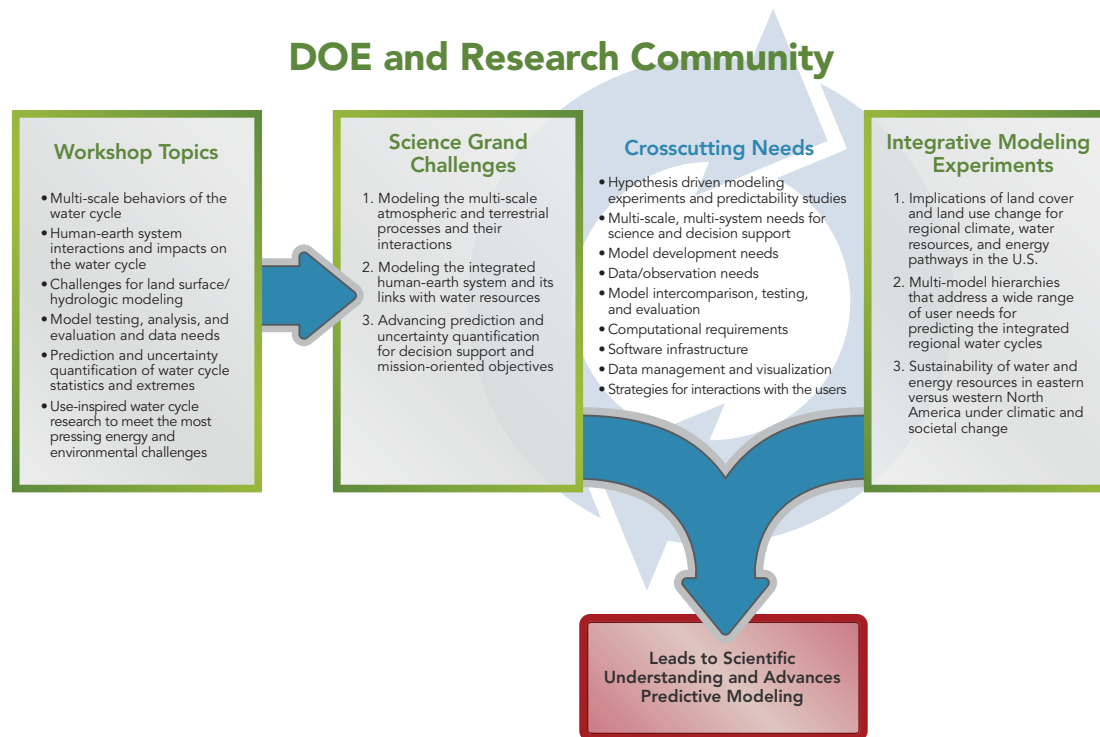 DOE and Research Community
Workshop Topics
• Multi-scale behaviors of the
water cycle
• Human-earth system
interactions and impacts on
the water cycle
• Challenges for land surface/
hydrologic modeling
• Model testing, analysis, and
evaluation and data needs
• Prediction and uncertainty
quantification of water cycle
statistics and extremes
• Use-inspired water cycle
research to meet the most
pressing energy and
environmental challenges
Science Grand
Challenges
1. Modeling the multi-scale
atmospheric and terrestrial
processes and their
interactions
2. Modeling the integrated
human-earth system and its
links with water resources
3. Advancing prediction and
uncertainty quantification
for decision support and
mission-oriented objectives
Crosscutting Needs
• Hypothesis driven modeling
experiments and predictability studies
• Multi-scale, multi-system needs for
science and decision support
• Model development needs
• Data/observation needs
• Model intercomparison, testing,
and evaluation
• Computational requirements
• Software infrastructure
• Data management and visualization
• Strategies for interactions with the users
Integrative Modeling
Experiments
1. Implications of land cover
and land use change for
regional climate, water
resources, and energy
pathways in the U.S.
2. Multi-model hierarchies
that address a wide range
of user needs for
predicting the integrated
regional water cycles
3. Sustainability of water and
energy resources in eastern
versus western North
America under climatic and
societal change
Leads to Scientific
Understanding and Advances
Predictive Modeling